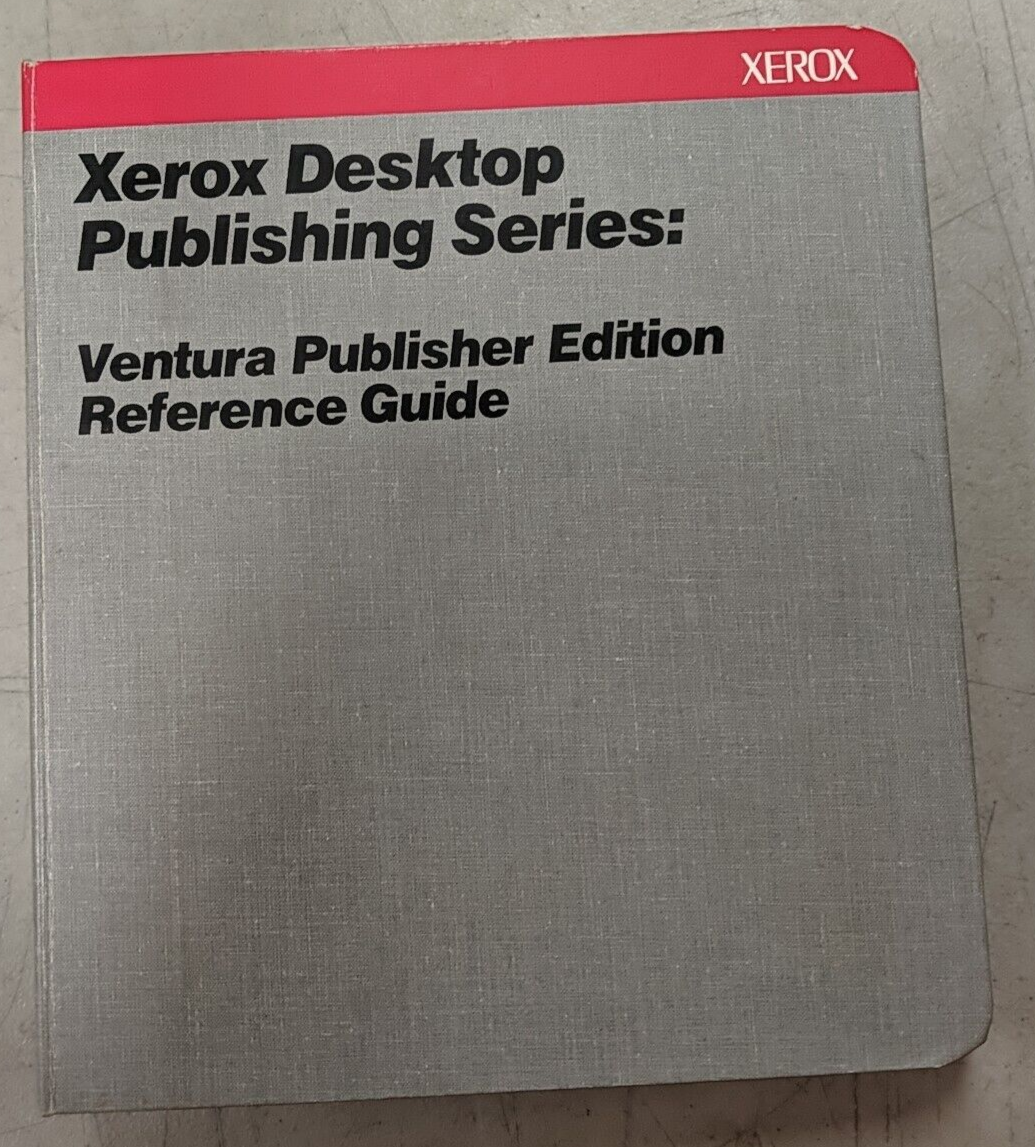 XEROX
Xerox Desktop
Publishing Series:
Ventura Publisher Edition
Reference Guide